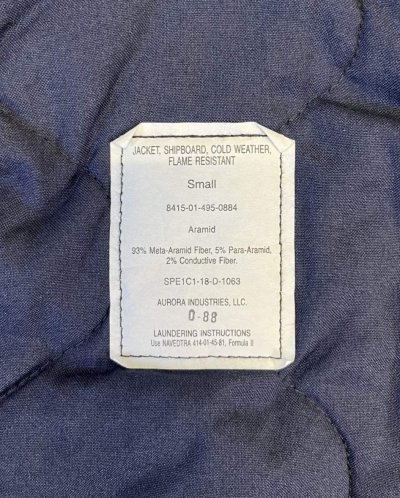 JACKET, SHIPBOARD, COLD WEATHER,
FLAME RESISTANT
Small
8415-01-495-0884
Aramid
93% Meta-Aramid Fiber, 5% Para-Aramid,
2% Conductive Fiber.
SPE1C1-18-D-1063
AURORA INDUSTRIES, LLC.
0-88
LAUNDERING INSTRUCTIONS
Use NAVEDTRA 414-01-45-81, Formula II